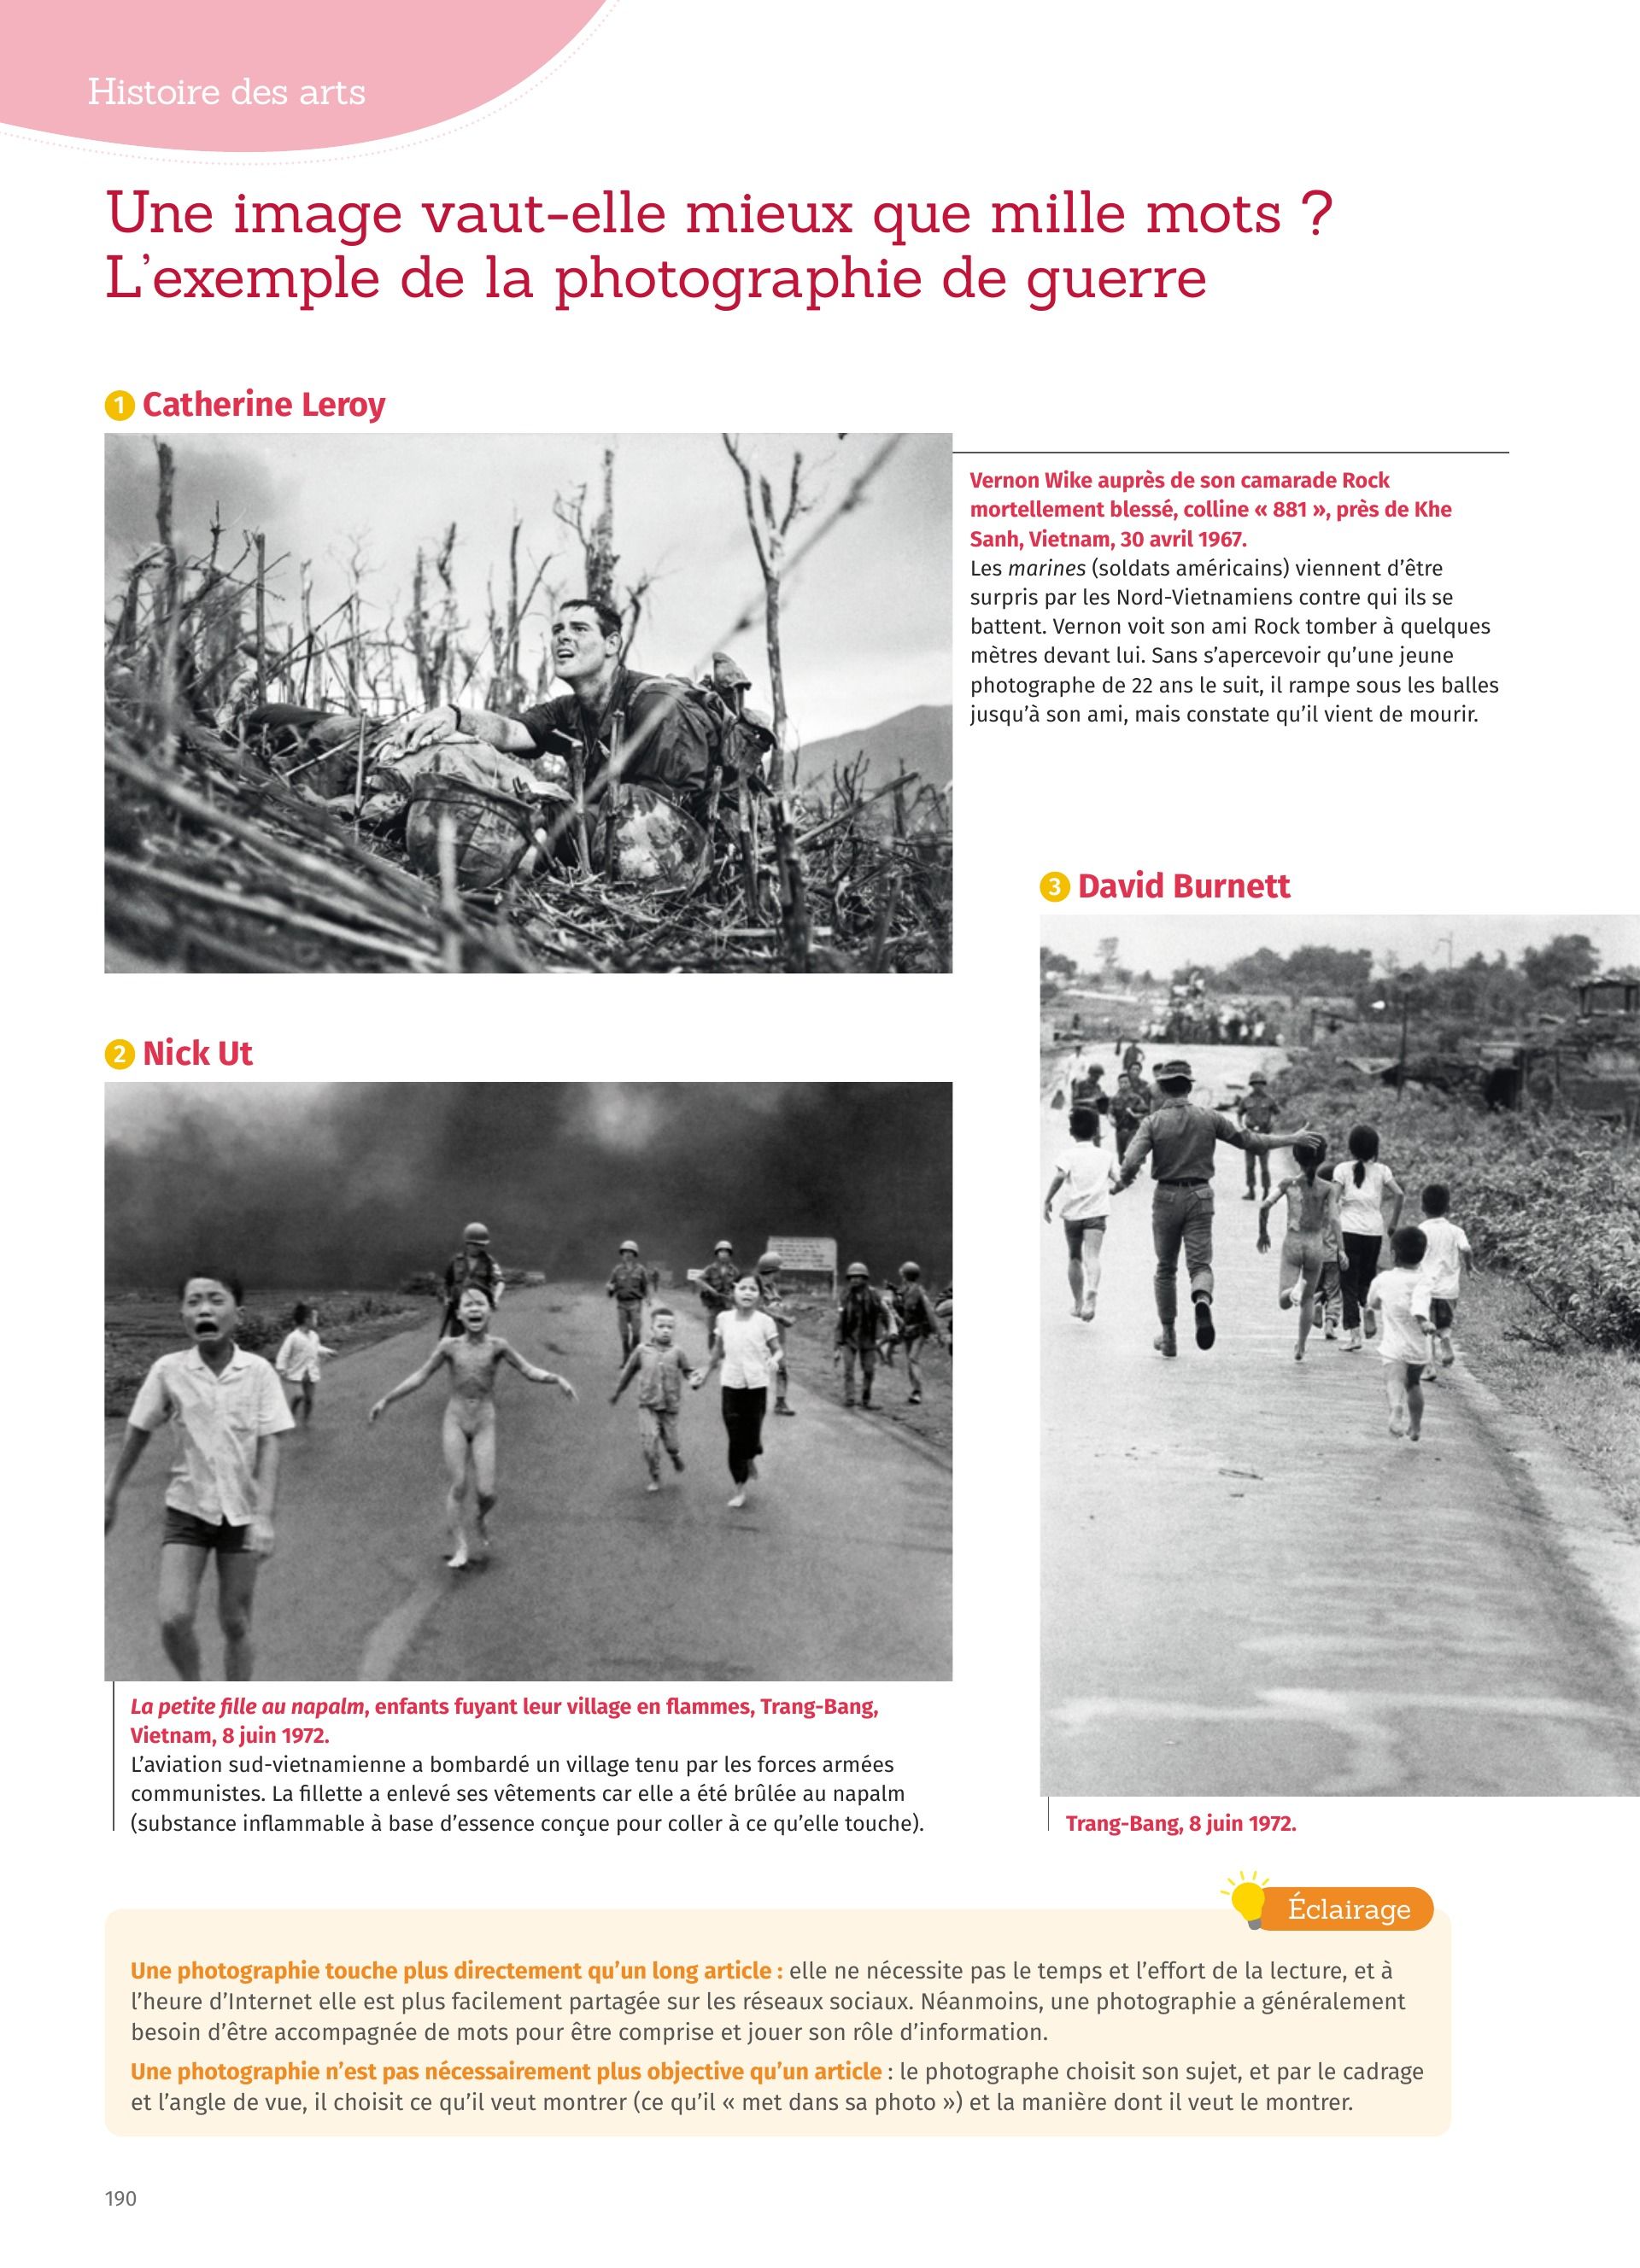 Histoire des arts
Une image vaut-elle mieux que mille mots ?
L’exemple de la photographie de guerre
1 Catherine Leroy
Vernon Wike auprès de son camarade Rock
mortellement blessé, colline « 881 », près de Khe
Sanh, Vietnam, 30 avril 1967.
Les marines (soldats américains) viennent d’être
surpris par les Nord-Vietnamiens contre qui ils se
battent. Vernon voit son ami Rock tomber à quelques
mètres devant lui. Sans s’apercevoir qu’une jeune
photographe de 22 ans le suit, il rampe sous les balles
jusqu’à son ami, mais constate qu’il vient de mourir.
2 Nick Ut
La petite fille au napalm, enfants fuyant leur village en flammes, Trang-Bang,
Vietnam, 8 juin 1972.
L’aviation sud-vietnamienne a bombardé un village tenu par les forces armées
communistes. La fillette a enlevé ses vêtements car elle a été brûlée au napalm
(substance inflammable à base d’essence conçue pour coller à ce qu’elle touche).
3 David Burnett
Trang-Bang, 8 juin 1972.
Éclairage
Une photographie touche plus directement qu’un long article : elle ne nécessite pas le temps et l’effort de la lecture, et à
l’heure d’Internet elle est plus facilement partagée sur les réseaux sociaux. Néanmoins, une photographie a généralement
besoin d’être accompagnée de mots pour être comprise et jouer son rôle d’information.
Une photographie n’est pas nécessairement plus objective qu’un article : le photographe choisit son sujet, et par le cadrage
et l’angle de vue, il choisit ce qu’il veut montrer (ce qu’il « met dans sa photo ») et la manière dont il veut le montrer.
190